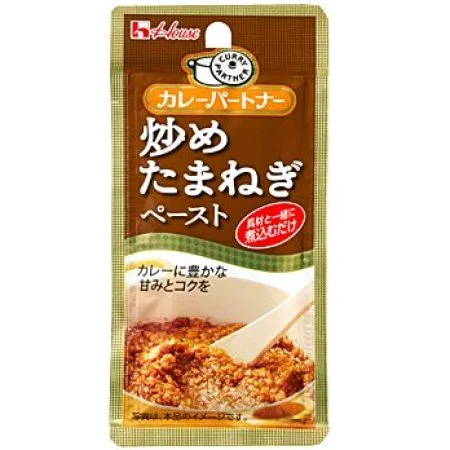 House
CURRY
PARTNER
カレーパートナー
炒め
たまねぎ
ペースト
具材と一緒に
煮込むだけ
カレーに豊かな
甘みとコクを
写真は、本品のイメージです。